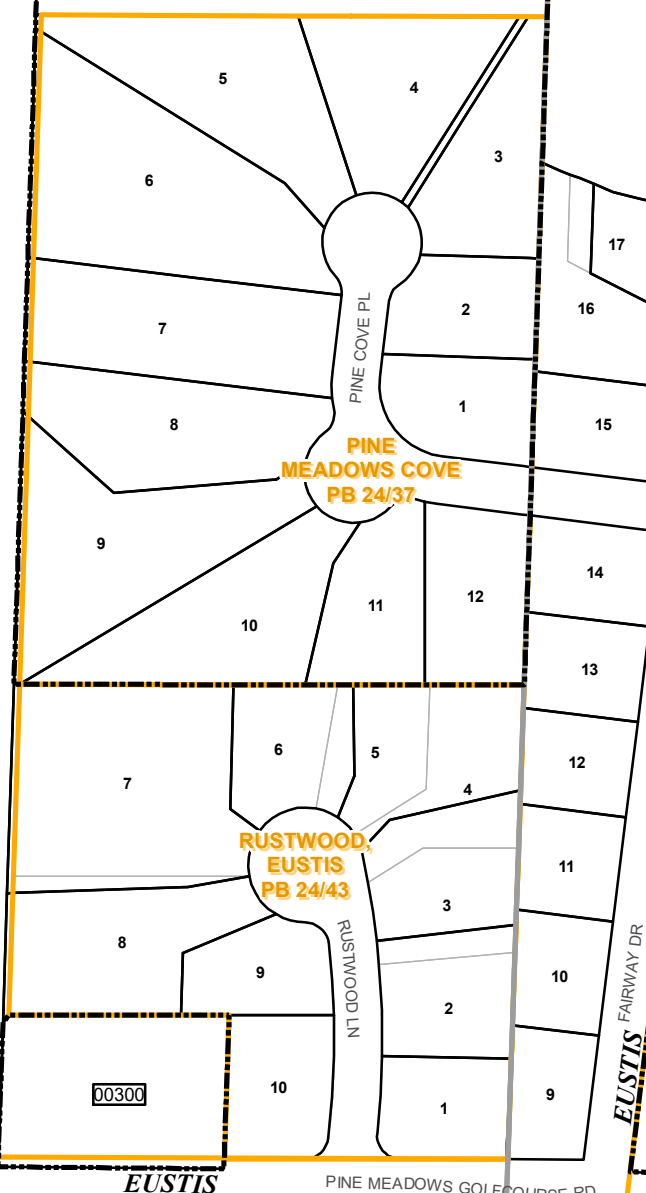 5
4
3
6
17
2
16
7
PINE COVE PL
1
8
15
PINE
MEADOWS COVE
PB 24/37
9
14
12
11
10
13
6
5
12
7
4
RUSTWOOD,
EUSTIS
PB 24/43
11
3
8
9
RUSTWOOD LN
10
FAIRWAY DR
2
EUSTIS
00300
10
1
9
EUSTIS
PINE MEADOWS GOLFCOURSE RD